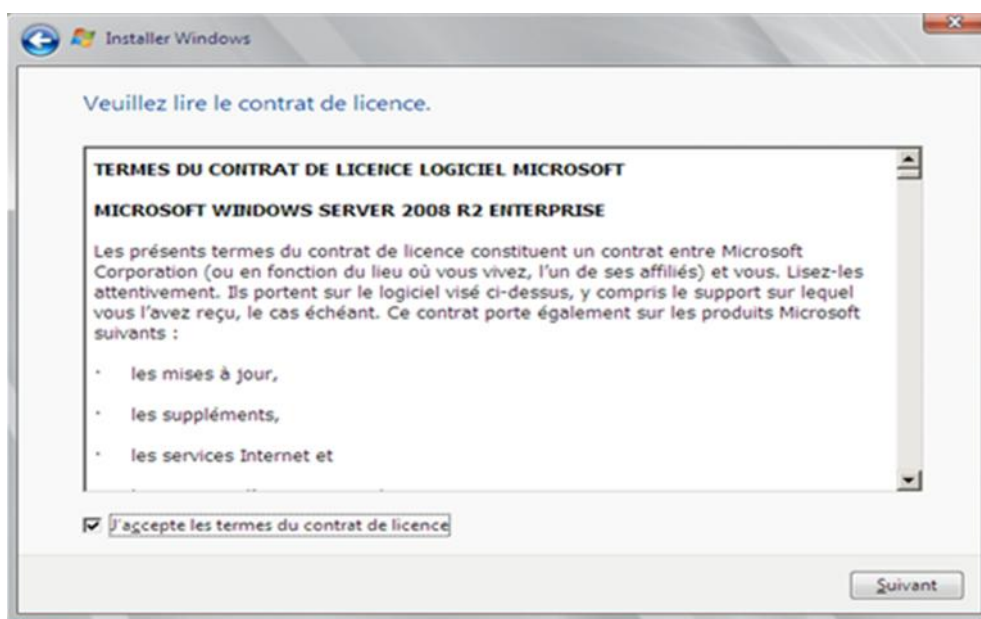 Installer Windows
Veuillez lire le contrat de licence.
TERMES DU CONTRAT DE LICENCE LOGICIEL MICROSOFT
MICROSOFT WINDOWS SERVER 2008 R2 ENTERPRISE
Les présents termes du contrat de licence constituent un contrat entre Microsoft
Corporation (ou en fonction du lieu où vous vivez, l'un de ses affiliés) et vous. Lisez-les
attentivement. Ils portent sur le logiciel visé ci-dessus, y compris le support sur lequel
vous l'avez reçu, le cas échéant. Ce contrat porte également sur les produits Microsoft
suivants :
· les mises à jour,
· les suppléments,
· les services Internet et
J'accepte les termes du contrat de licence
Suivant